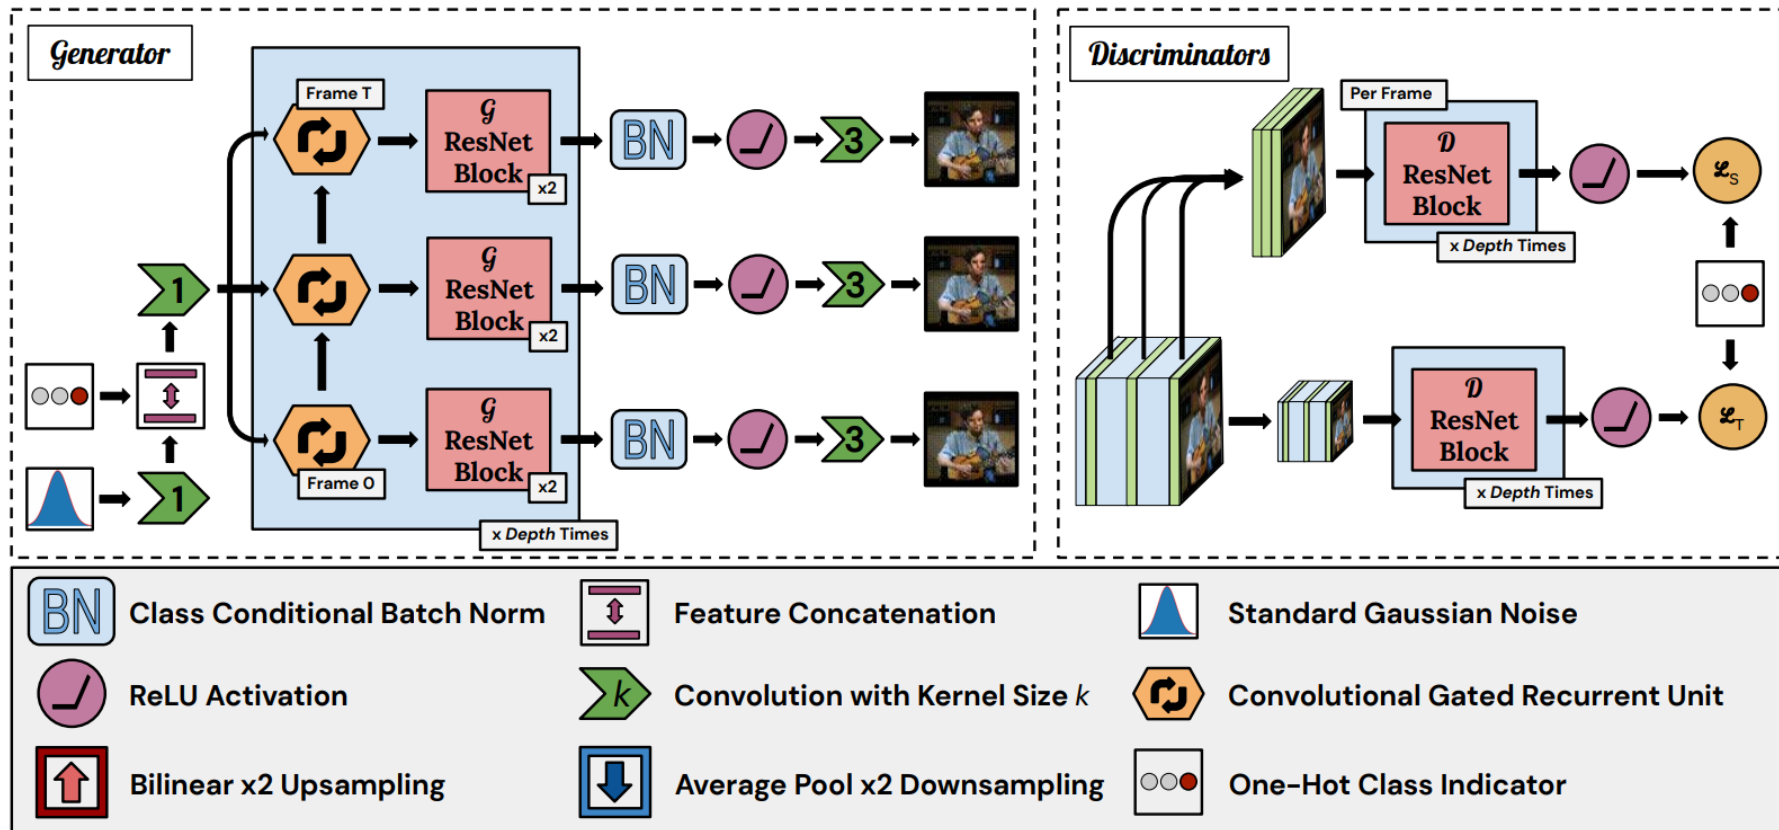 Generator
Frame T
G
ResNet
Block
x2
BN
3
G
ResNet
Block
x2
BN
3
1
G
ResNet
Block
x2
BN
3
Frame 0
1
x Depth Times
Discriminators
Per Frame
D
ResNet
Block
x Depth Times
ℒS
D
ResNet
Block
x Depth Times
ℒT
BN Class Conditional Batch Norm
Feature Concatenation
Standard Gaussian Noise
ReLU Activation
k Convolution with Kernel Size k
Convolutional Gated Recurrent Unit
Bilinear x2 Upsampling
Average Pool x2 Downsampling
One-Hot Class Indicator